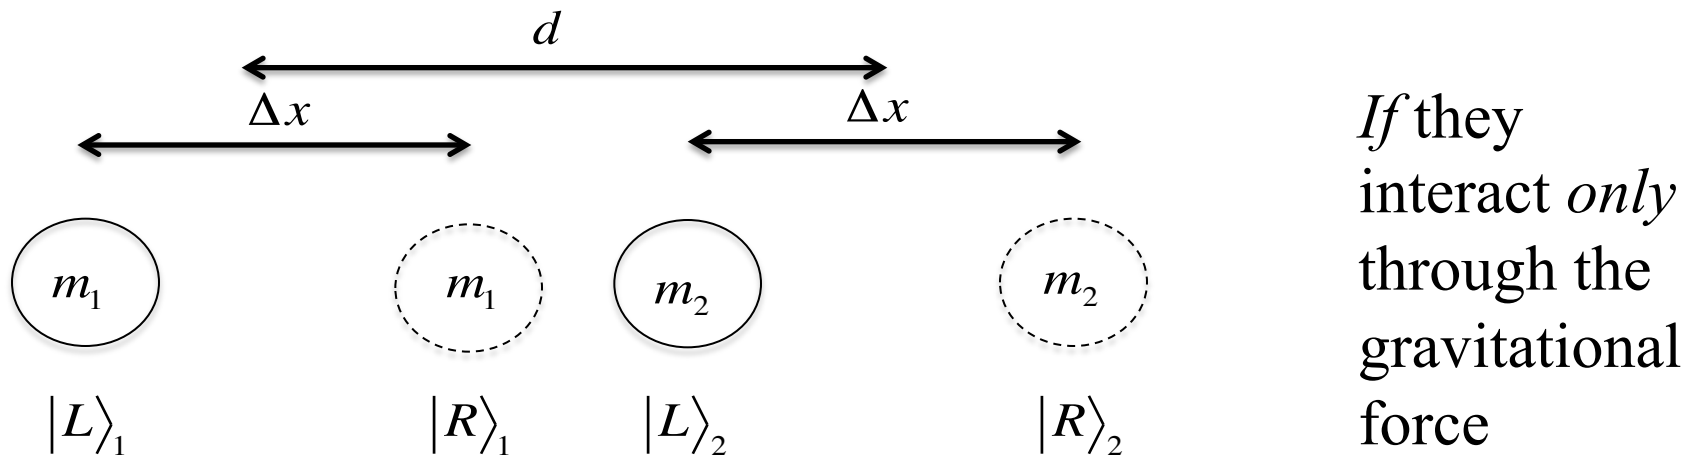 d
Δx
Δx
If they
interact only
through the
gravitational
force
m₁
m₁
m₂
m₂
|L⟩₁
|R⟩₁
|L⟩₂
|R⟩₂